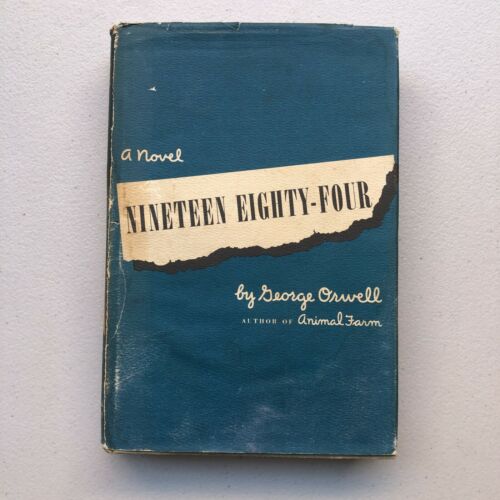 a Novel
NINETEEN EIGHTY-FOUR
by George Orwell
AUTHOR OF Animal Farm